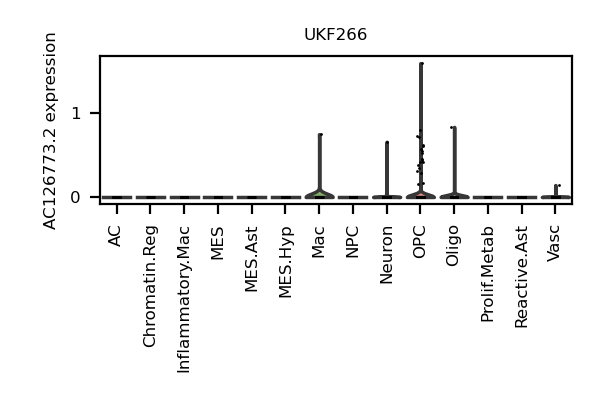 UKF266
AC126773.2 expression
1
0
AC
Chromatin.Reg
Inflammatory.Mac
MES
MES.Ast
MES.Hyp
Mac
NPC
Neuron
OPC
Oligo
Prolif.Metab
Reactive.Ast
Vasc